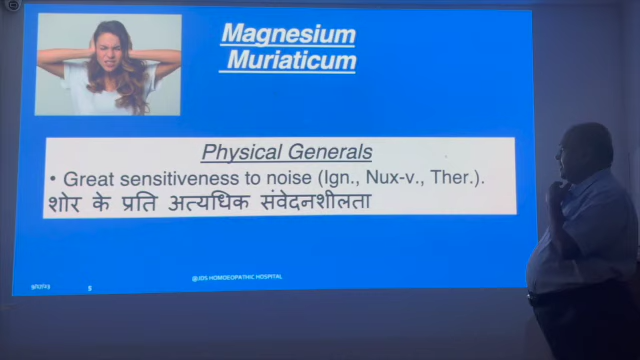 Magnesium
Muriaticum
Physical Generals
• Great sensitiveness to noise (Ign., Nux-v., Ther.).
शोर के प्रति अत्यधिक संवेदनशीलता
@JDS HOMOEOPATHIC HOSPITAL
5